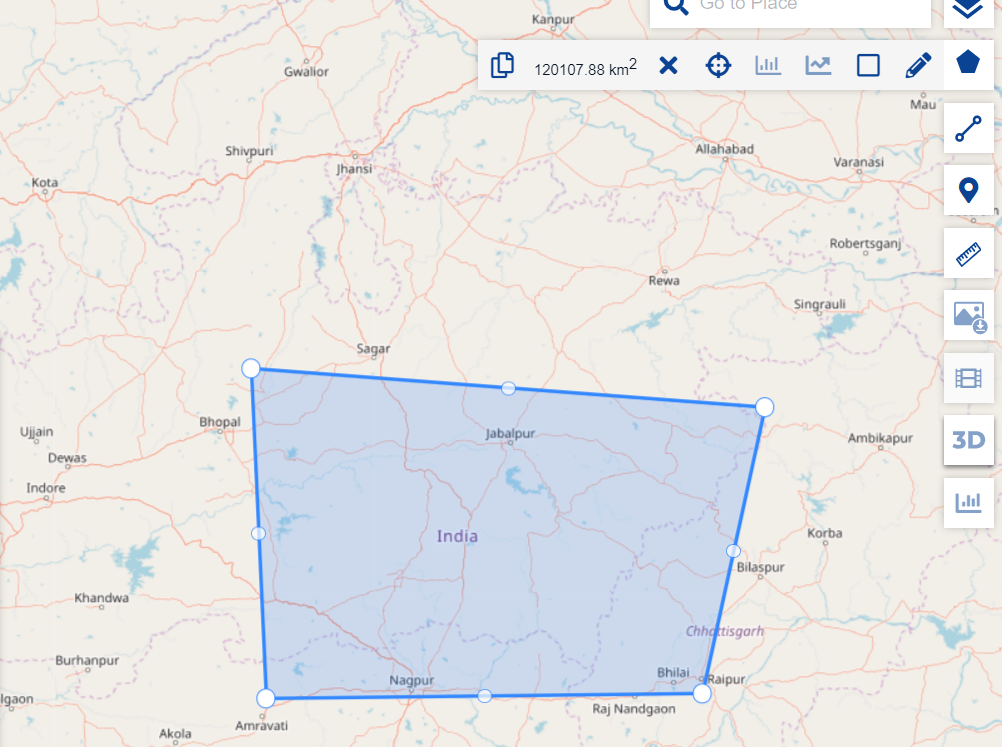 Go to Place
Kanpur
120107.88 km2
Gwalior
Mau
Shivpuri
Allahabad
Jhansi
Varanasi
Kota
Robertsganj
Rewa
Singrauli
Sagar
Bhopal
Ujjain
Jabalpur
Ambikapur
Dewas
3D
Indore
India
Korba
Bilaspur
Khandwa
Chhattisgarh
Burhanpur
Bhilai
Nagpur
Raipur
lgaon
Raj Nandgaon
Amravati
Akola